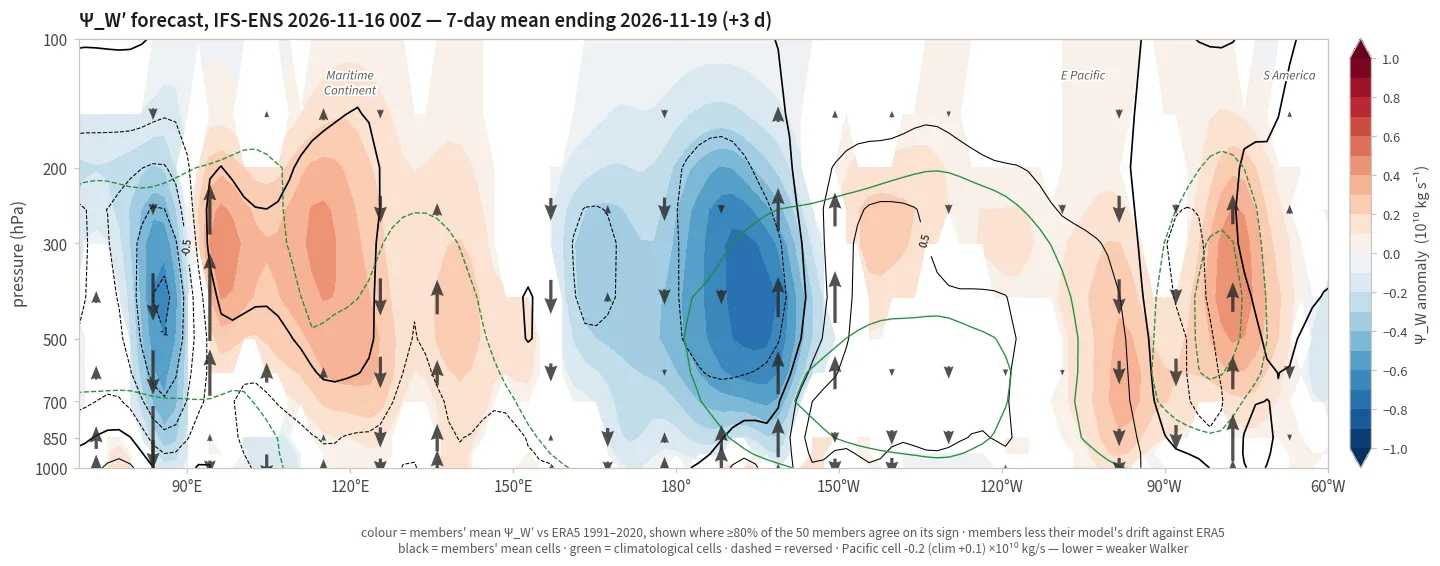 Ψ_W′ forecast, IFS-ENS 2026-11-16 00Z — 7-day mean ending 2026-11-19 (+3 d)
100
200
300
500
700
850
1000
pressure (hPa)
Maritime
Continent
E Pacific
S America
0.5
-0.5
-1
90°E
120°E
150°E
180°
150°W
120°W
90°W
60°W
1.0
0.8
0.6
0.4
0.2
0.0
−0.2
−0.4
−0.6
−0.8
−1.0
Ψ_W anomaly (10¹⁰ kg s⁻¹)
colour = members' mean Ψ_W′ vs ERA5 1991–2020, shown where ≥80% of the 50 members agree on its sign · members less their model's drift against ERA5
black = members' mean cells · green = climatological cells · dashed = reversed · Pacific cell -0.2 (clim +0.1) ×10¹⁰ kg/s — lower = weaker Walker